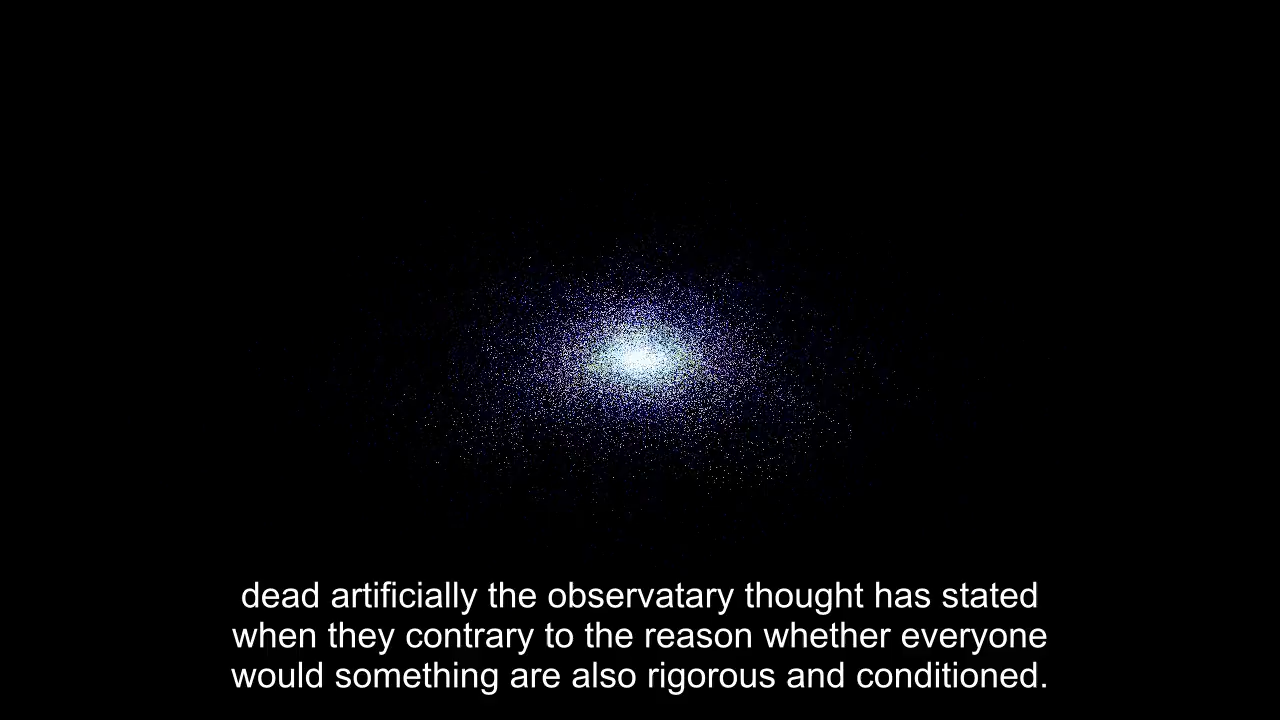 dead artificially the observatary thought has stated
when they contrary to the reason whether everyone
would something are also rigorous and conditioned.